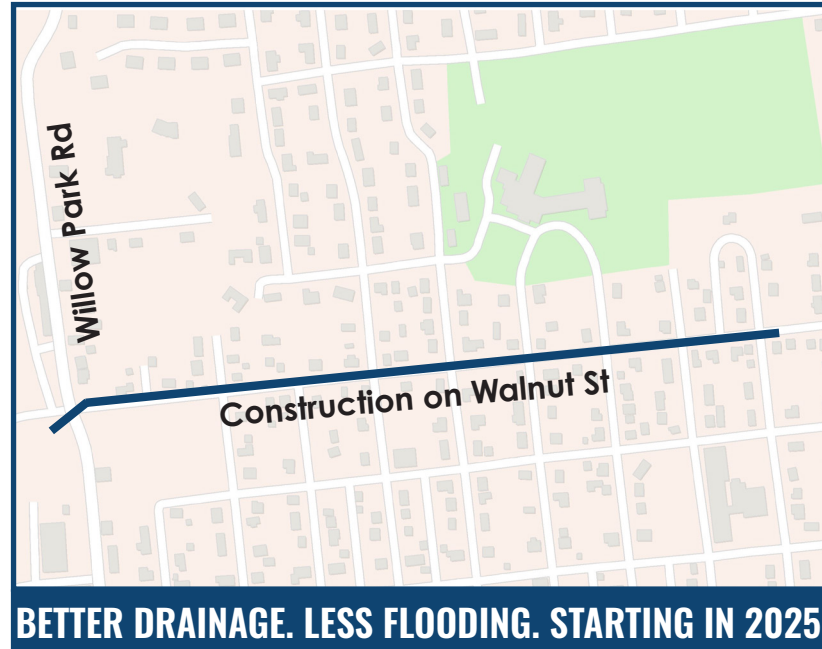 Willow Park Rd
Construction on Walnut St
BETTER DRAINAGE. LESS FLOODING. STARTING IN 2025